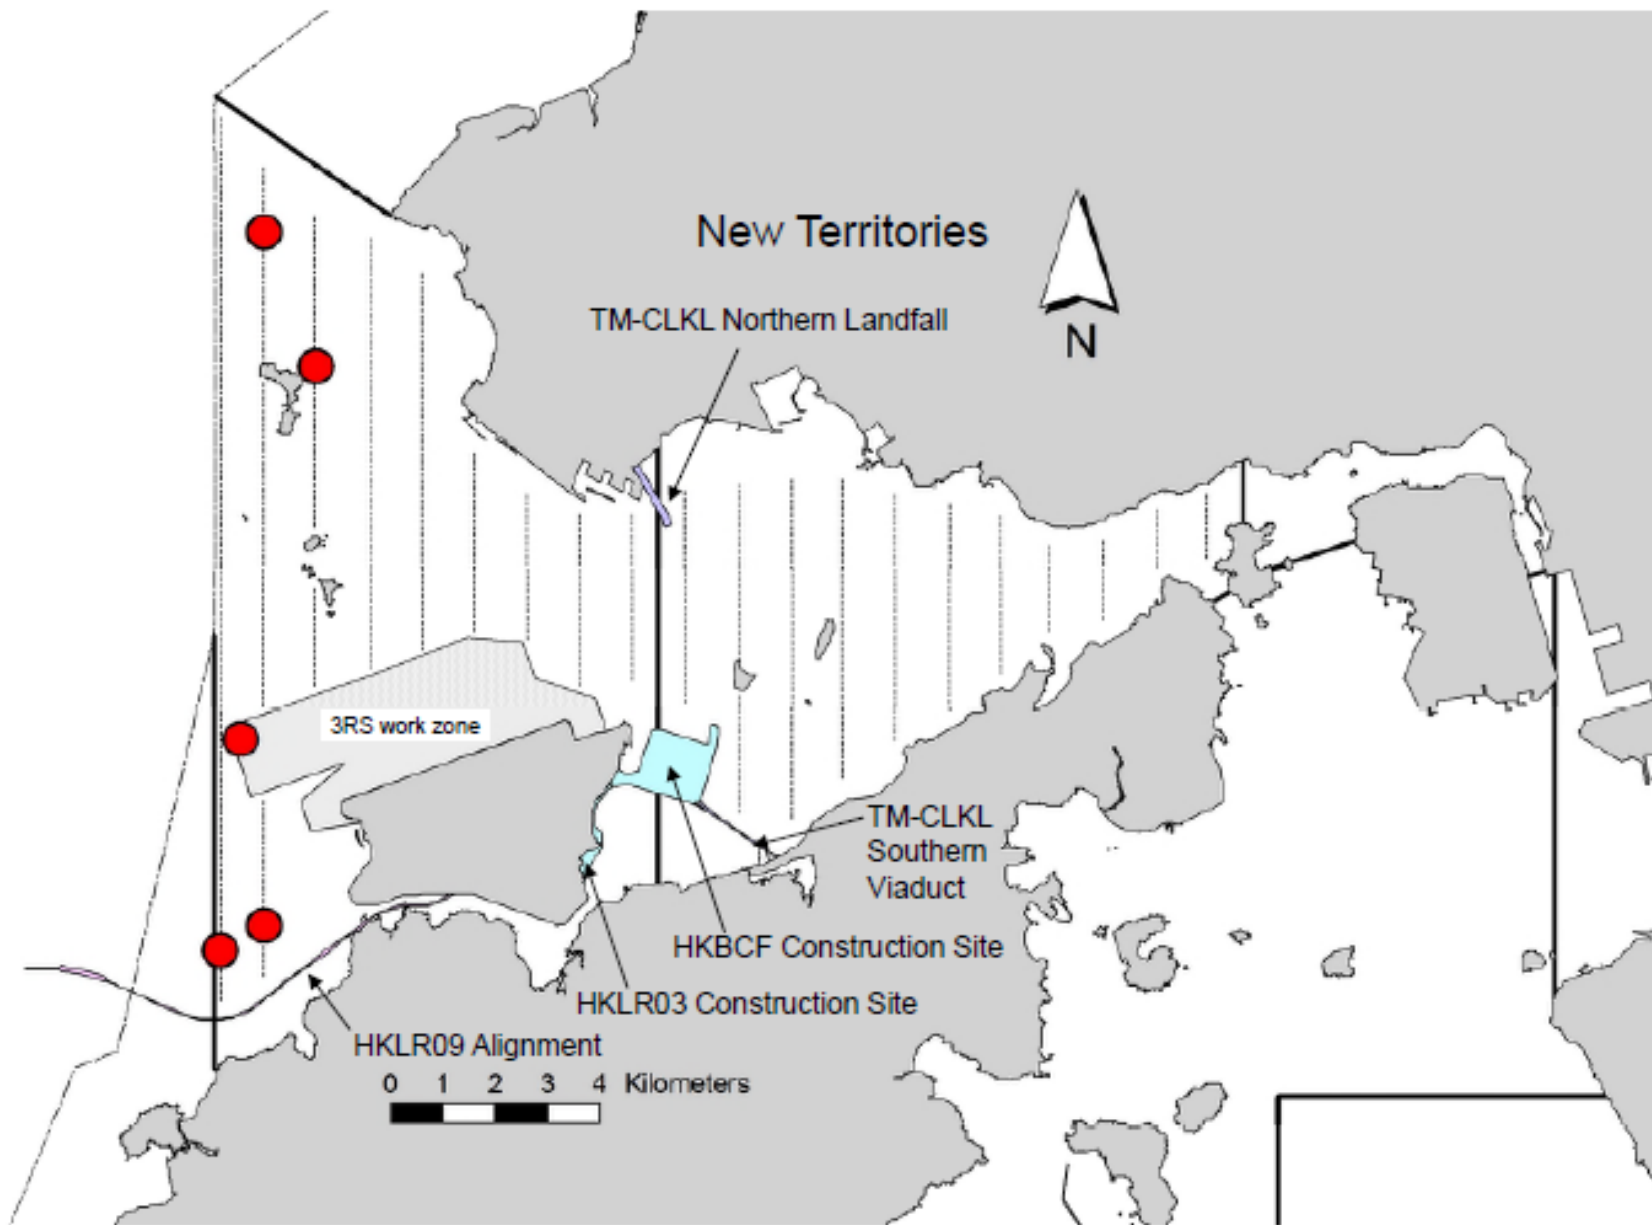 New Territories
TM-CLKL Northern Landfall
N
3RS work zone
TM-CLKL
Southern
Viaduct
HKBCF Construction Site
HKLR03 Construction Site
HKLR09 Alignment
0 1 2 3 4 Kilometers